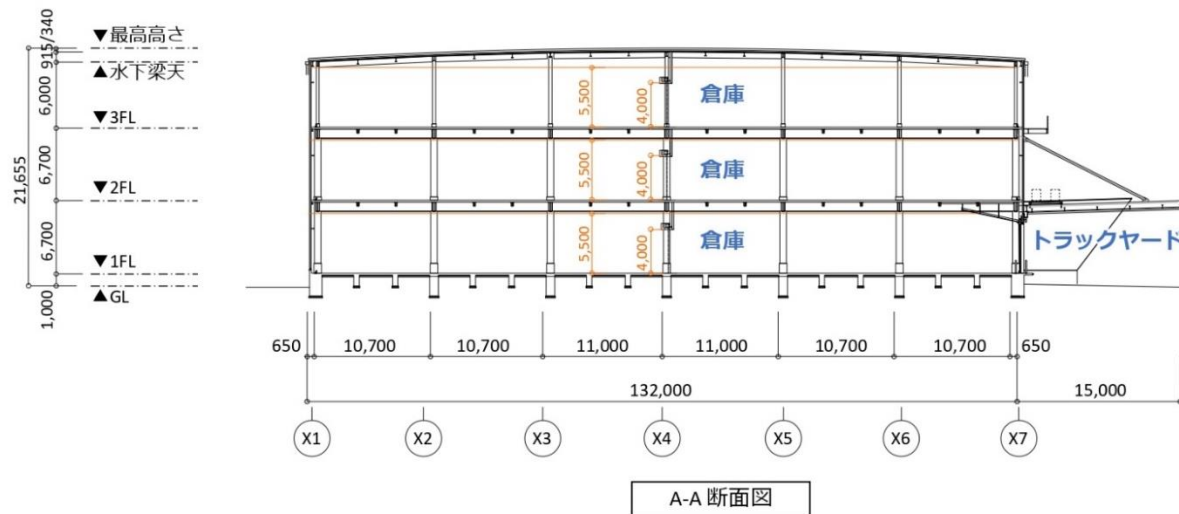 ▼最高高さ
915/340
▲水下梁天
6,000
▼3FL
6,700
21,655
▼2FL
6,700
▼1FL
▲GL
1,000
5,500
4,000
倉庫
5,500
4,000
倉庫
5,500
4,000
倉庫
トラックヤード
650
10,700
10,700
11,000
11,000
10,700
10,700
650
132,000
15,000
X1
X2
X3
X4
X5
X6
X7
A-A 断面図